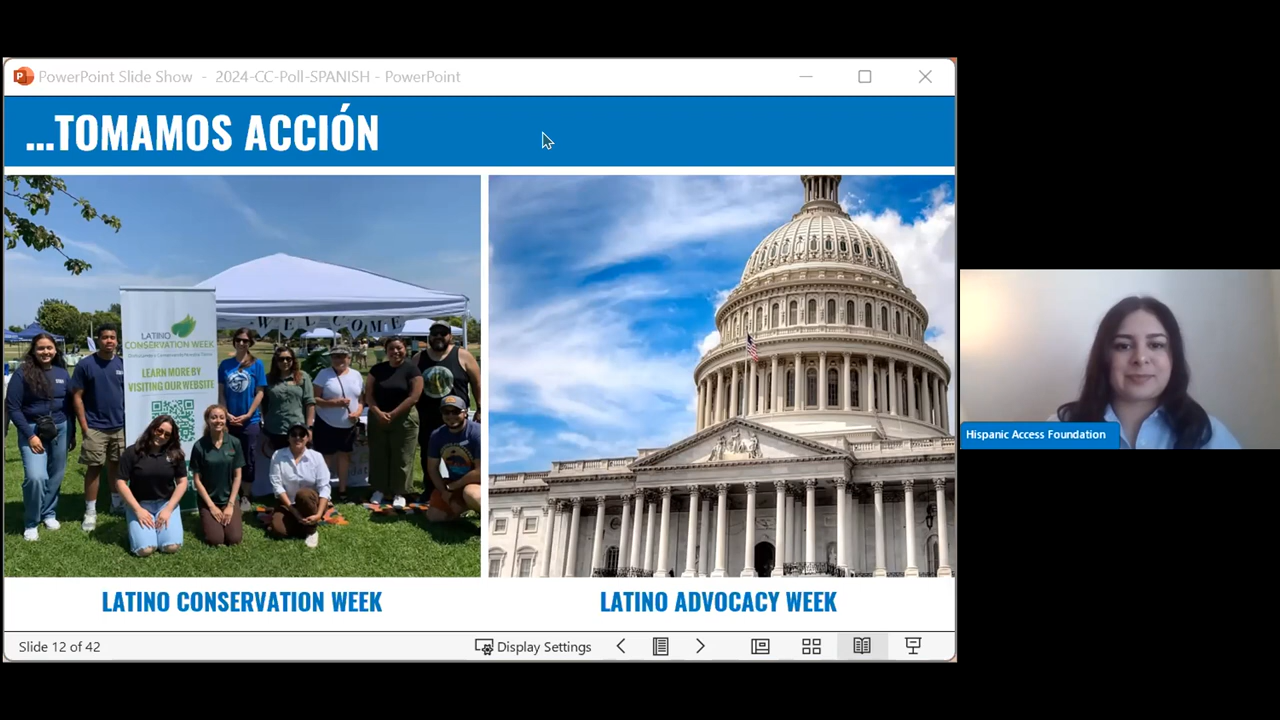 PowerPoint Slide Show - 2024-CC-Poll-SPANISH - PowerPoint
...TOMAMOS ACCIÓN
WELCOME
LATINO
CONSERVATION WEEK
LEARN MORE BY
VISITING OUR WEBSITE
Hispanic Access Foundation
LATINO CONSERVATION WEEK
LATINO ADVOCACY WEEK
Slide 12 of 42
Display Settings